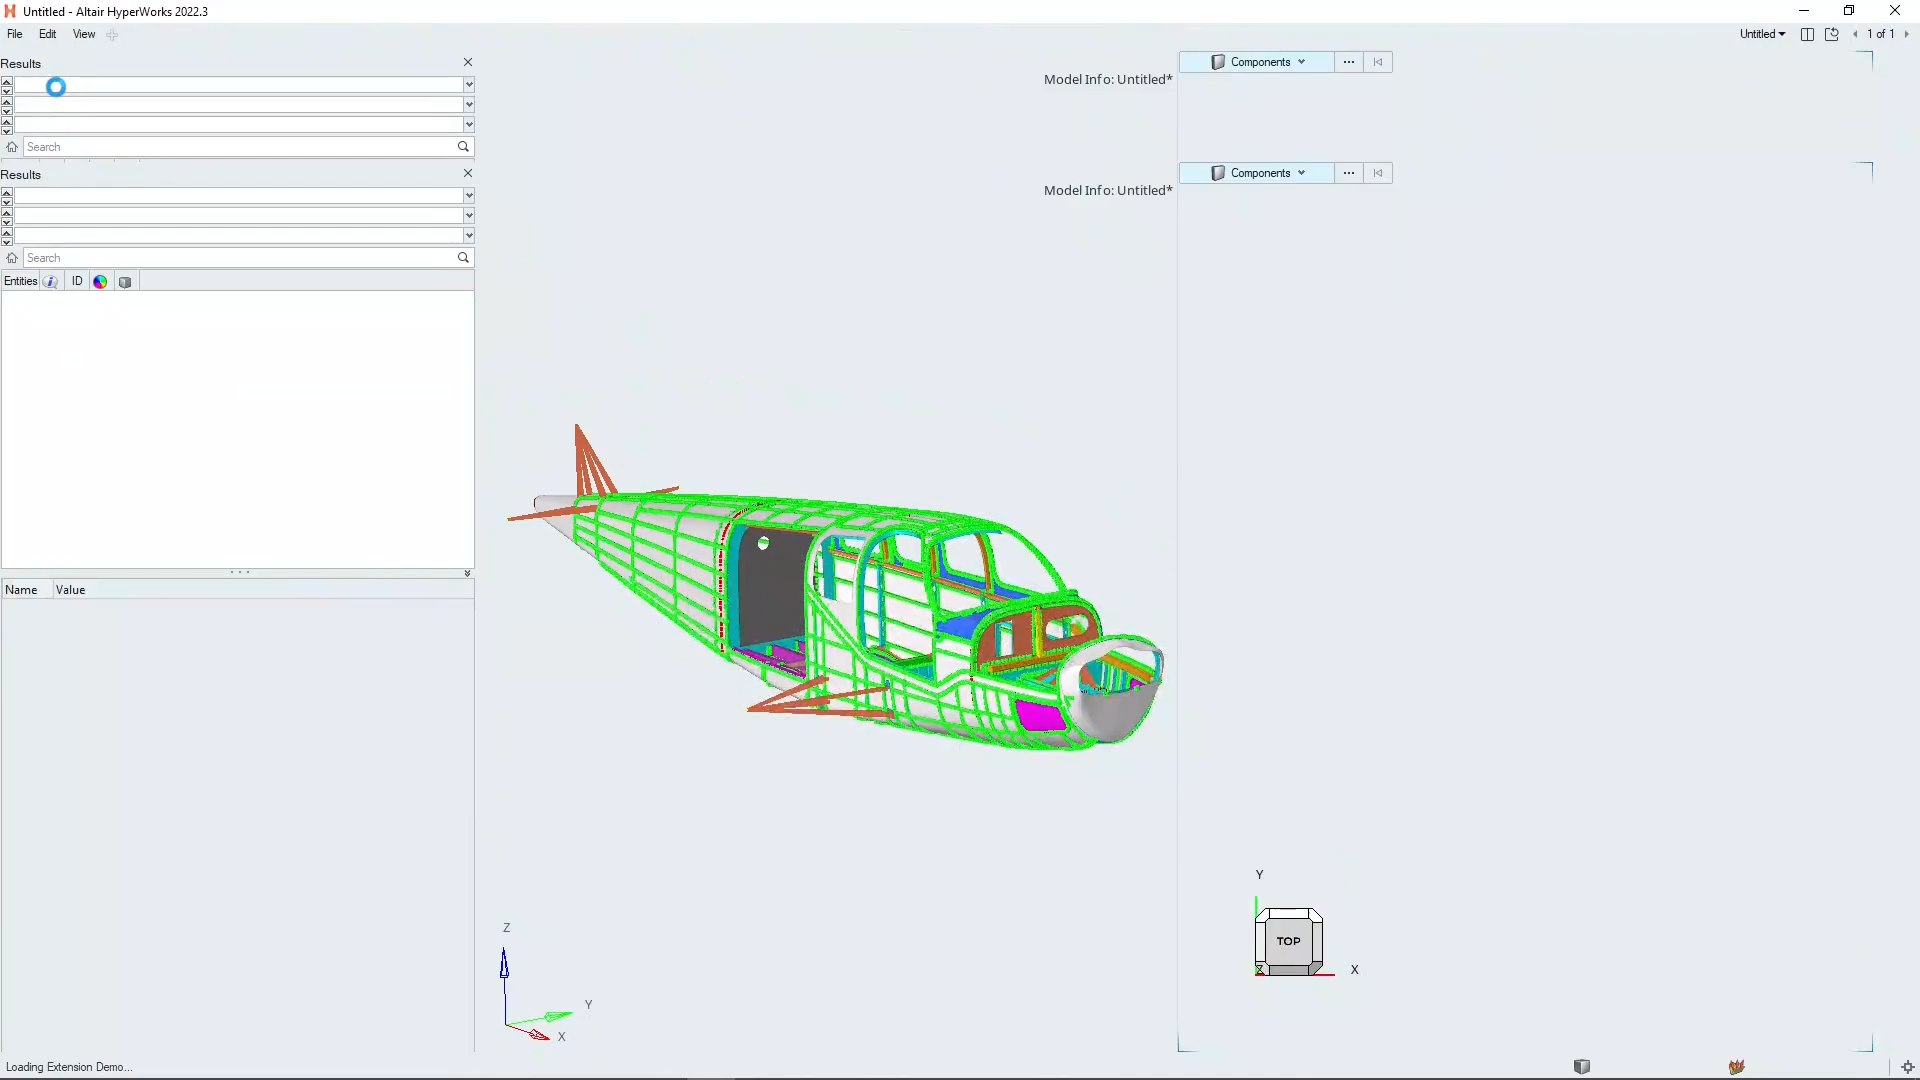 Untitled - Altair HyperWorks 2022.3
File Edit View
Untitled 1 of 1
Results
Components
Model Info: Untitled*
Search
Results
Components
Model Info: Untitled*
Search
Entities ID
Name Value
TOP
Y
X
Z
Z
Y
X
Loading Extension Demo...